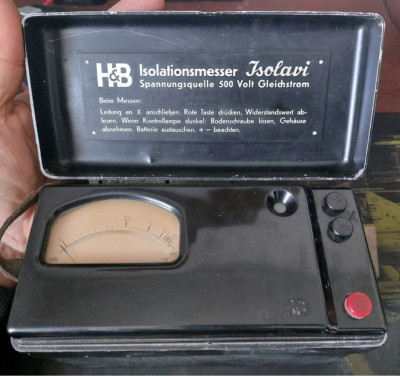 H&B Isolationsmesser Isolavi
Spannungsquelle 500 Volt Gleichstrom
Beim Messen:
Leitung an X anschließen. Rote Taste drücken, Widerstandswert ab-
lesen. Wenn Kontrollampe dunkel: Bodenschraube lösen, Gehäuse
abnehmen. Batterie austauschen. + − beachten.